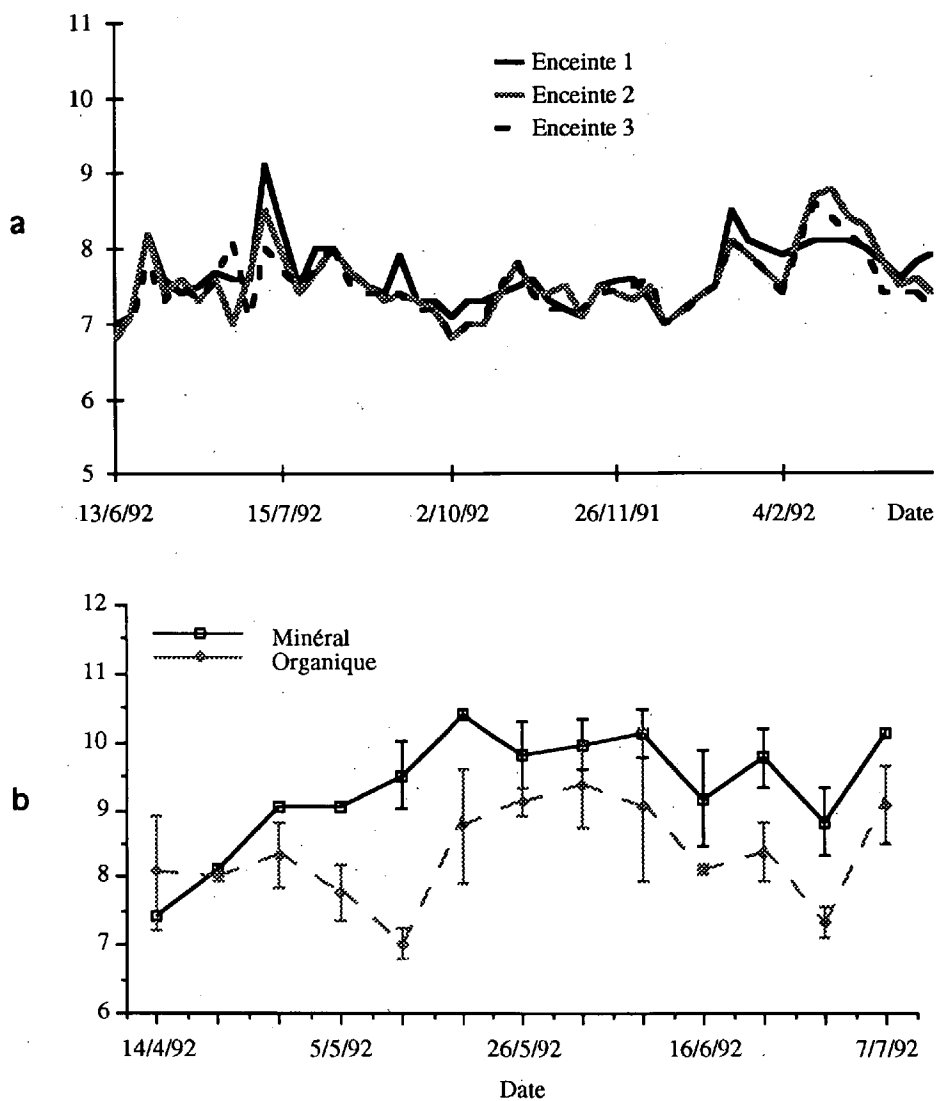 11
Enceinte 1
10
Enceinte 2
Enceinte 3
9
a
8
7
6
5
13/6/92 15/7/92 2/10/92 26/11/91 4/2/92 Date
12
Minéral
Organique
11
10
b
9
8
7
6
14/4/92 5/5/92 26/5/92 16/6/92 7/7/92
Date